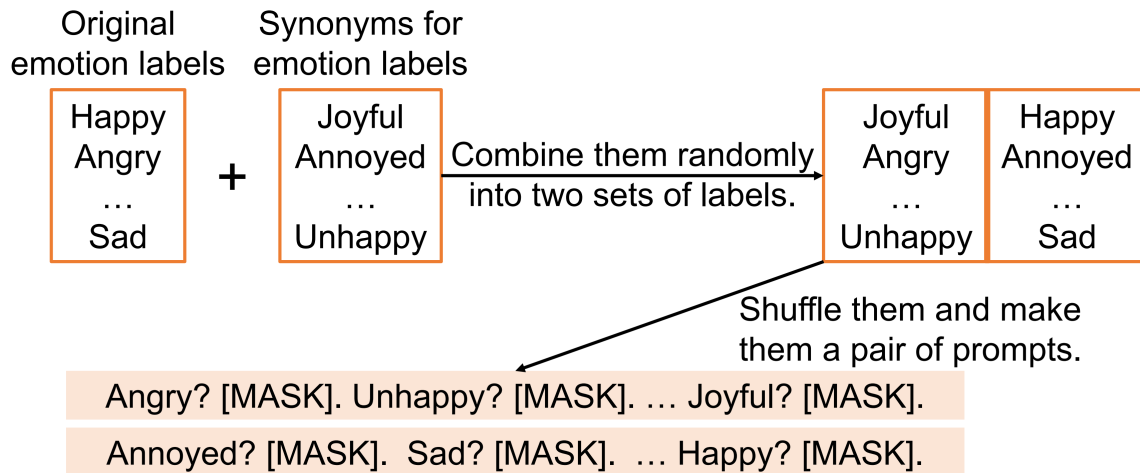 Original
emotion labels
Synonyms for
emotion labels
Happy
Angry
…
Sad
+
Joyful
Annoyed
…
Unhappy
Combine them randomly
into two sets of labels.
Joyful
Angry
…
Unhappy
Happy
Annoyed
…
Sad
Shuffle them and make
them a pair of prompts.
Angry? [MASK]. Unhappy? [MASK]. … Joyful? [MASK].
Annoyed? [MASK]. Sad? [MASK]. … Happy? [MASK].